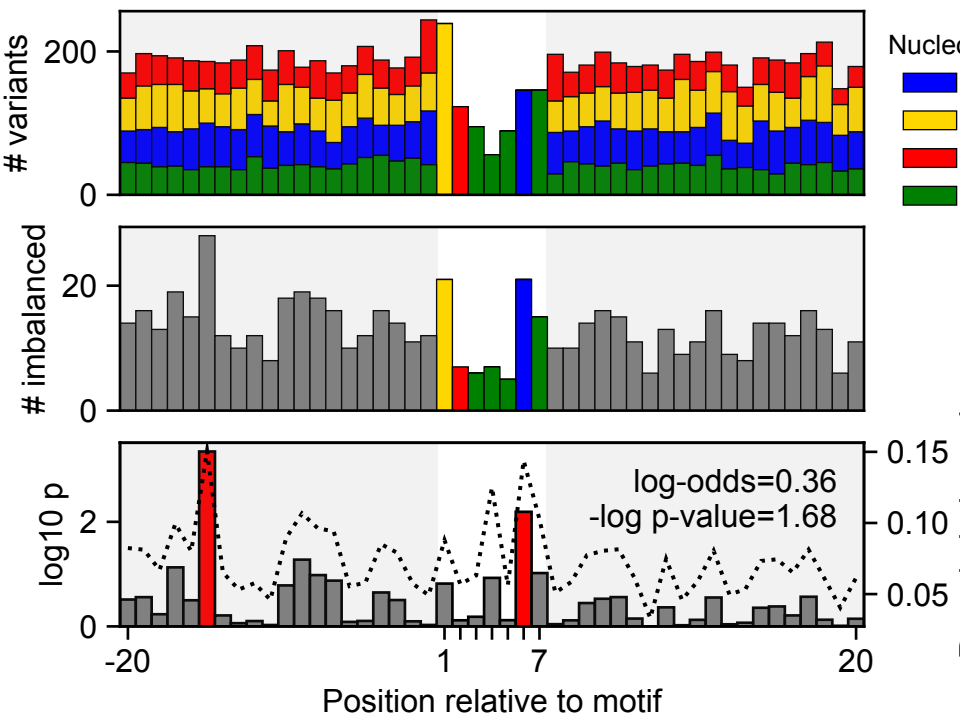 # variants
200
0
Nucleo
# imbalanced
20
0
log10 p
2
0
log-odds=0.36
-log p-value=1.68
0.15
0.10
0.05
-20
1
7
20
Position relative to motif